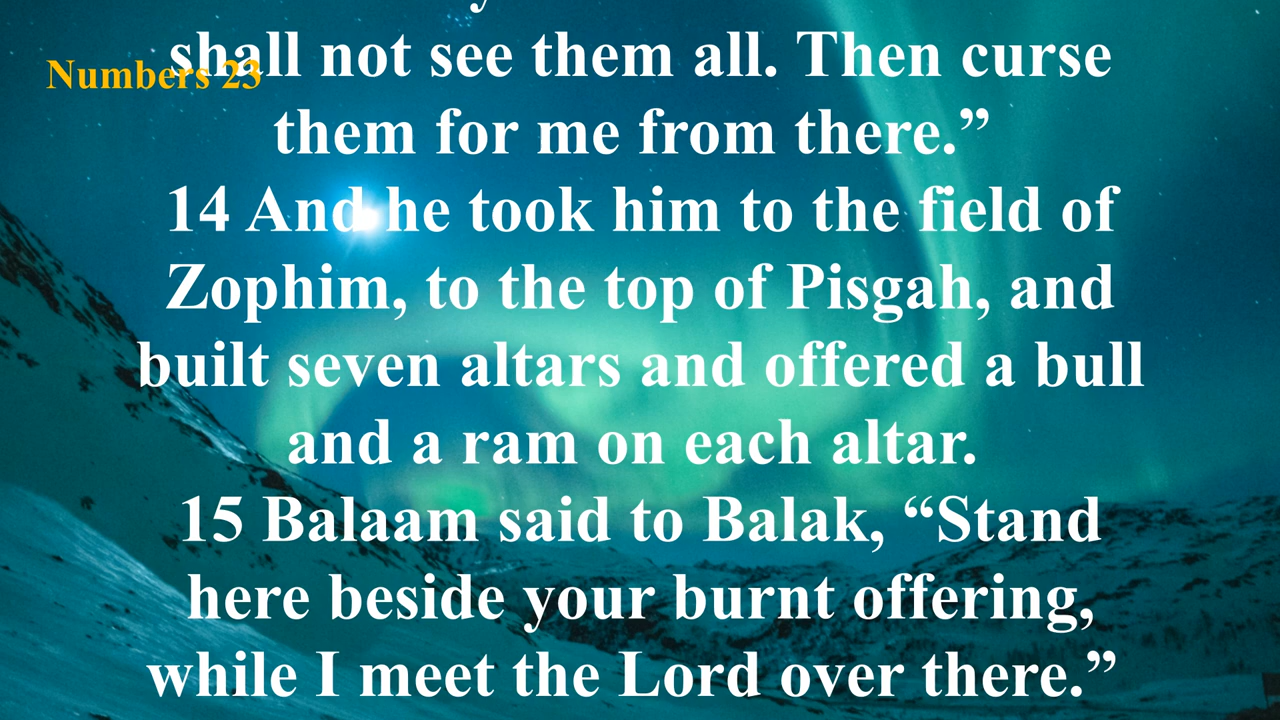 shall not see them all. Then curse
Numbers 23
them for me from there.”
14 And he took him to the field of
Zophim, to the top of Pisgah, and
built seven altars and offered a bull
and a ram on each altar.
15 Balaam said to Balak, “Stand
here beside your burnt offering,
while I meet the Lord over there.”